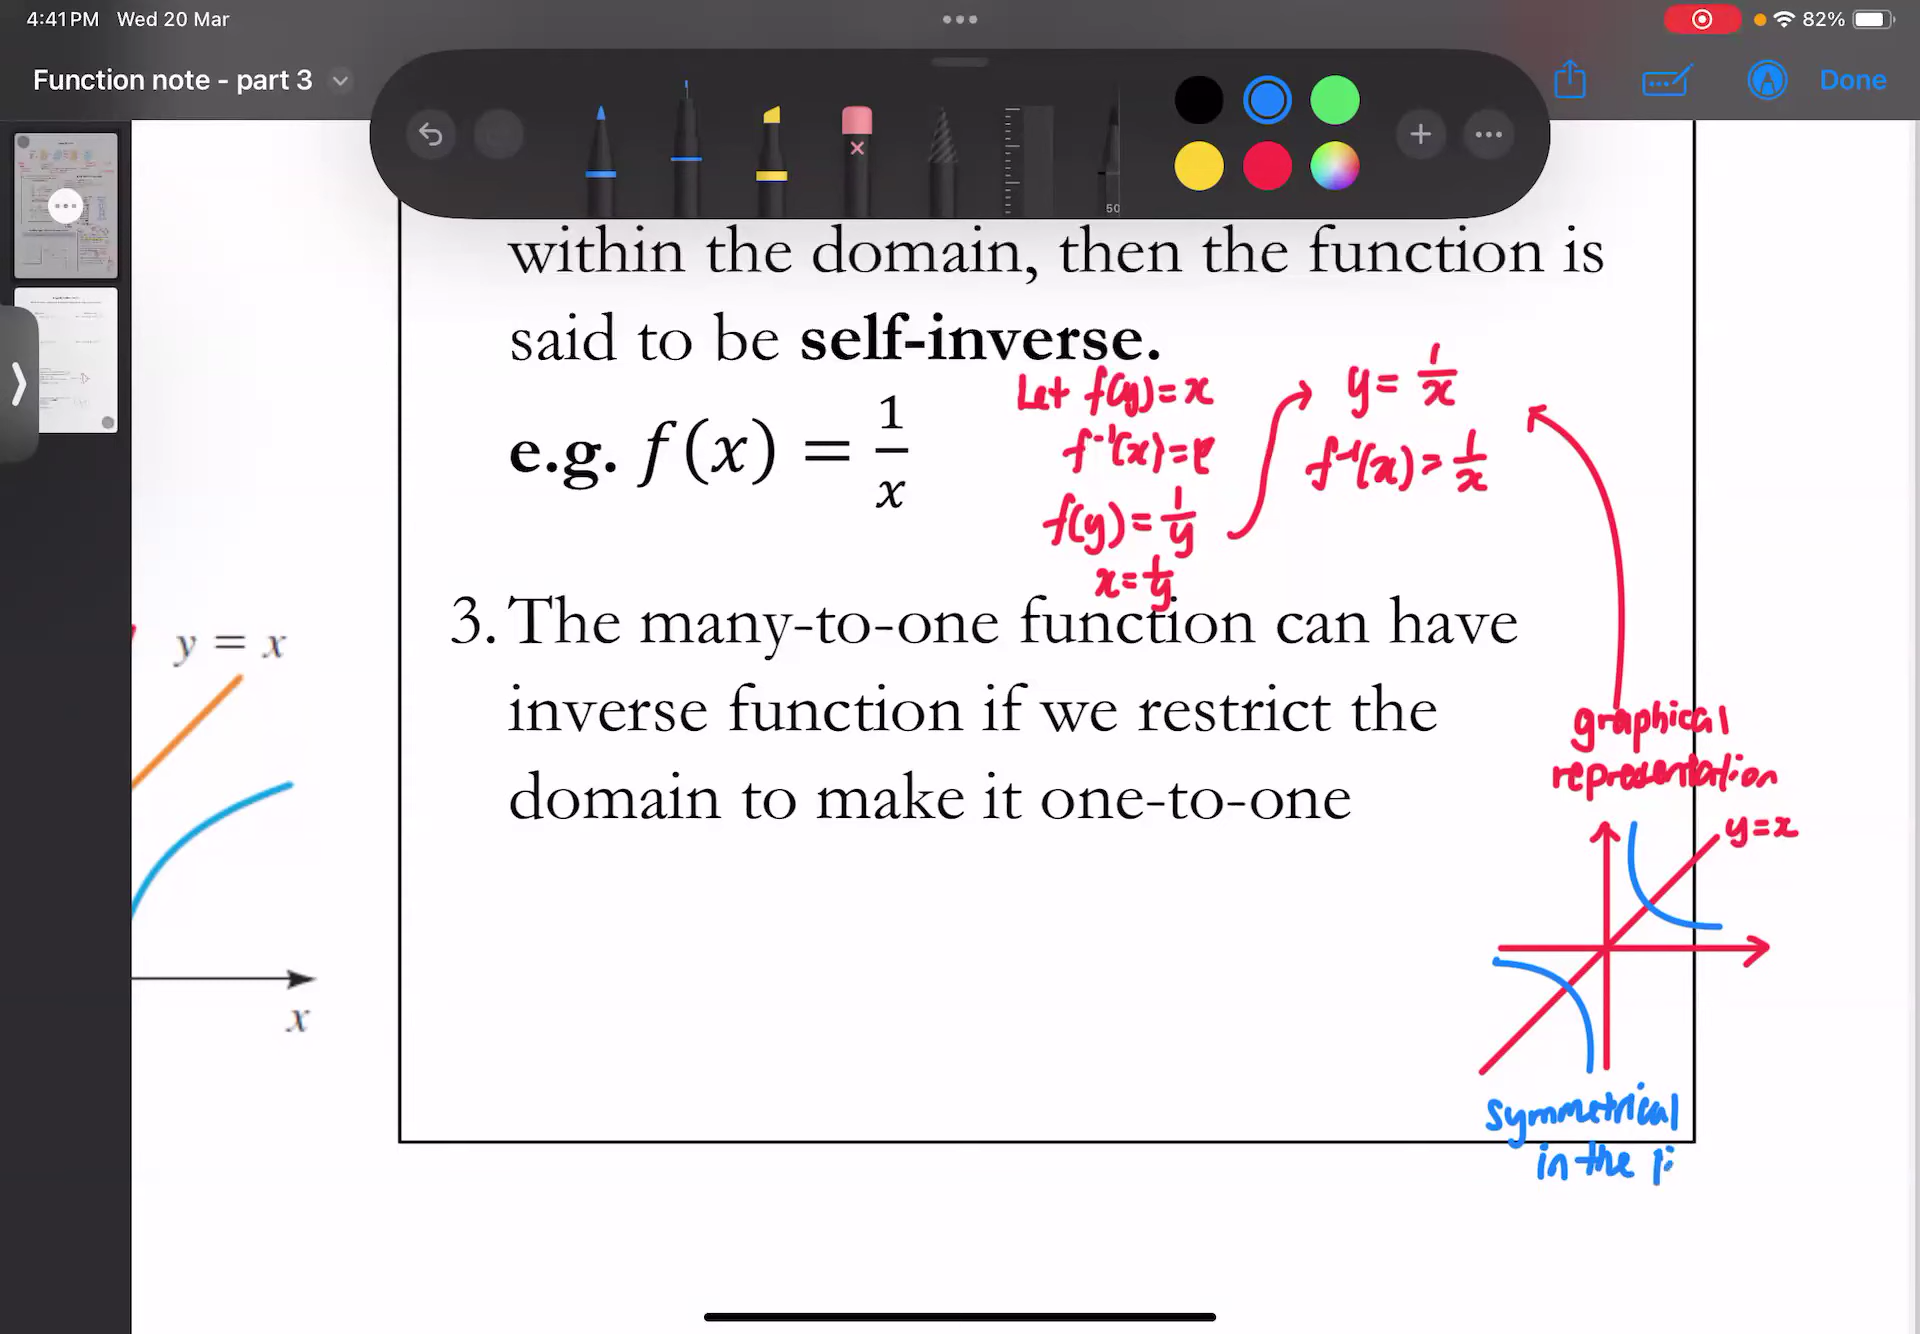 4:41 PM Wed 20 Mar
82%
Function note - part 3
Done
50
within the domain, then the function is
said to be self-inverse.
e.g. f(x) = 1/x
Let f(y) = x
f⁻¹(x) = y
f(y) = 1/y
x = 1/y
y = 1/x
f⁻¹(x) = 1/x
3. The many-to-one function can have
inverse function if we restrict the
domain to make it one-to-one
graphical
representation
y = x
symmetrical
in the
y = x
x